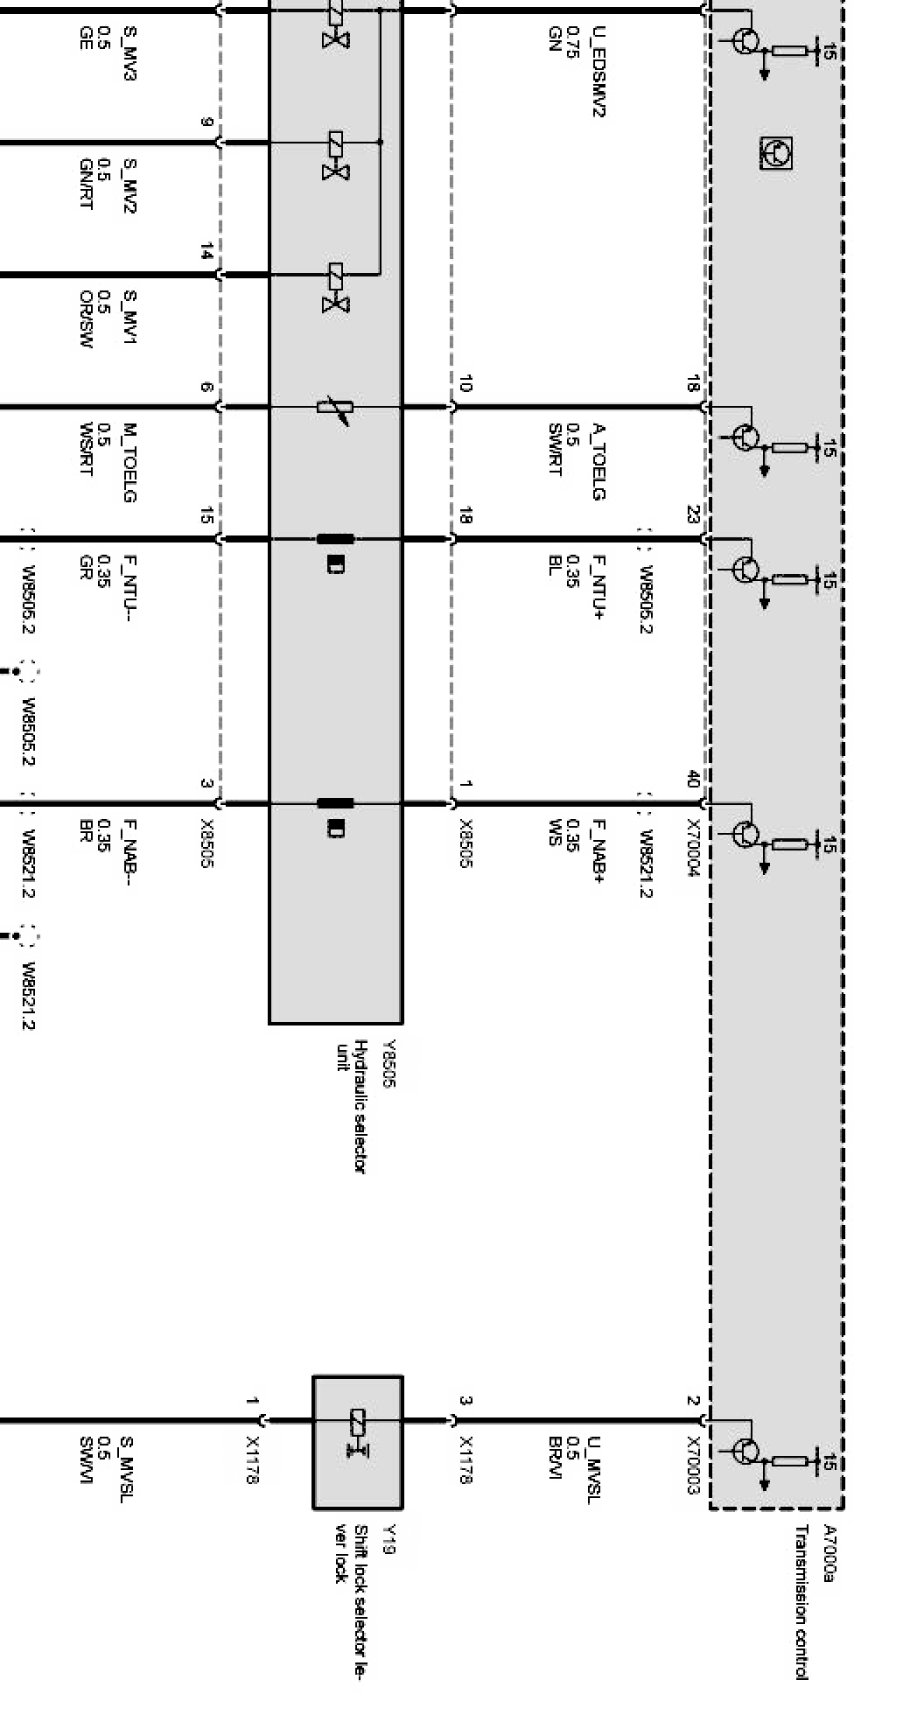 15
15
15
15
15
A7000a
Transmission control
18
23
40
X70004
2
X70003
W8505.2
W8521.2
U_EDSMV2
0.75
GN
A_TOELG
0.5
SW/RT
F_NTU+
0.35
BL
F_NAB+
0.35
WS
U_MVSL
0.5
BR/VI
10
18
1
X8505
3
X1178
Y8505
Hydraulic selector
unit
Y19
Shift lock selector le-
ver lock
9
14
6
15
3
X8505
1
X1178
S_MV3
0.5
GE
S_MV2
0.5
GN/RT
S_MV1
0.5
OR/SW
M_TOELG
0.5
WS/RT
F_NTU--
0.35
GR
F_NAB--
0.35
BR
S_MVSL
0.5
SW/VI
W8505.2
W8505.2
W8521.2
W8521.2